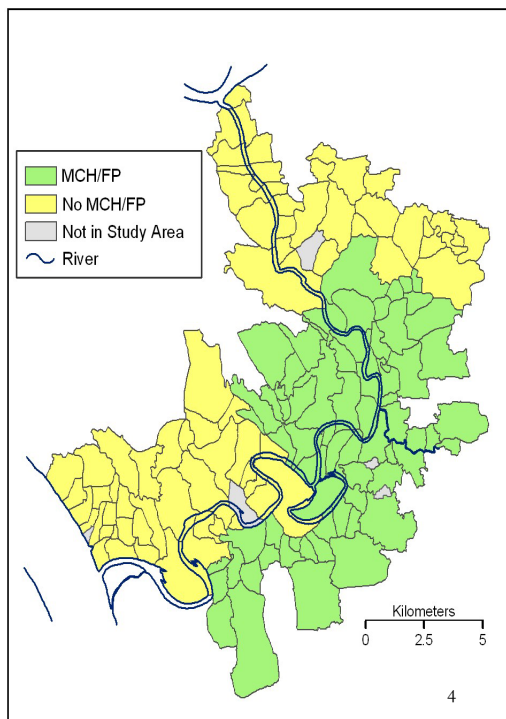 MCH/FP
No MCH/FP
Not in Study Area
River
Kilometers
0 2.5 5
4